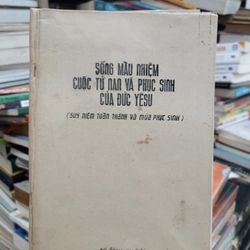 SỐNG MẦU NHIỆM
CUỘC TỬ NẠN VÀ PHỤC SINH
CỦA ĐỨC YÊSU
(SUY NIỆM TUẦN THÁNH VÀ MÙA PHỤC SINH)